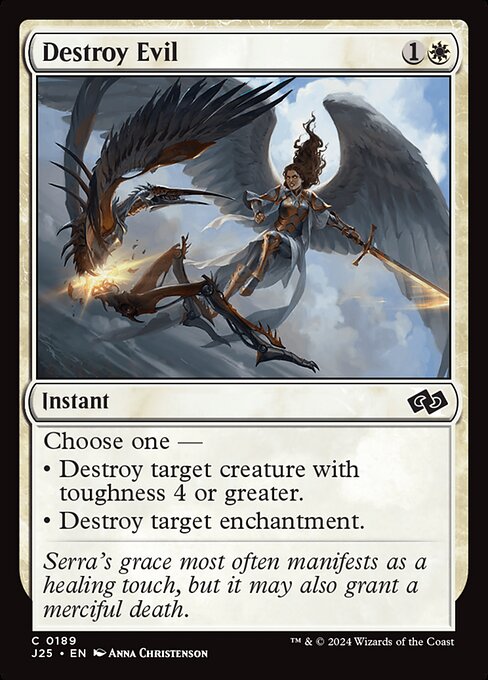 Destroy Evil 1
Instant
Choose one —
• Destroy target creature with
toughness 4 or greater.
• Destroy target enchantment.
Serra's grace most often manifests as a
healing touch, but it may also grant a
merciful death.
C 0189
J25 • EN Anna Christenson
™ & © 2024 Wizards of the Coast